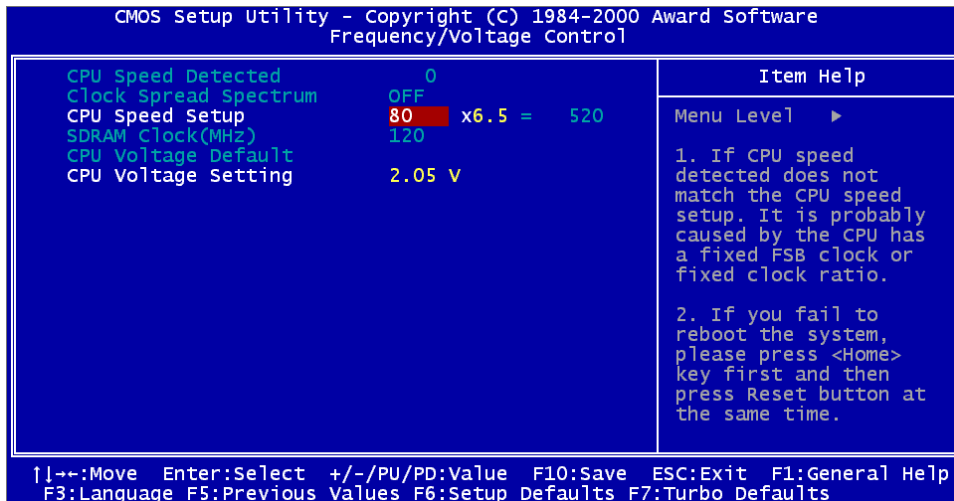 CMOS Setup Utility - Copyright (C) 1984-2000 Award Software
Frequency/Voltage Control
CPU Speed Detected 0
Clock Spread Spectrum OFF
CPU Speed Setup 80 x6.5 = 520
SDRAM Clock(MHz) 120
CPU Voltage Default
CPU Voltage Setting 2.05 V
Item Help
Menu Level ▶
1. If CPU speed
detected does not
match the CPU speed
setup. It is probably
caused by the CPU has
a fixed FSB clock or
fixed clock ratio.
2. If you fail to
reboot the system,
please press <Home>
key first and then
press Reset button at
the same time.
↑↓→←:Move Enter:Select +/-/PU/PD:Value F10:Save ESC:Exit F1:General Help
F3:Language F5:Previous Values F6:Setup Defaults F7:Turbo Defaults